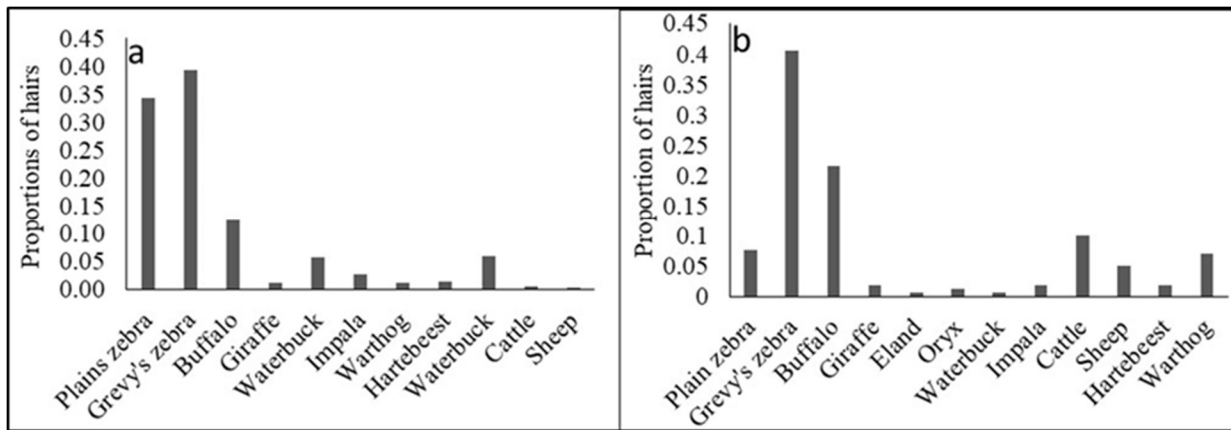 a
Proportions of hairs
0.45
0.40
0.35
0.30
0.25
0.20
0.15
0.10
0.05
0.00
Plains zebra
Grevy's zebra
Buffalo
Giraffe
Waterbuck
Impala
Warthog
Hartebeest
Waterbuck
Cattle
Sheep
b
Proportion of hairs
0.45
0.4
0.35
0.3
0.25
0.2
0.15
0.1
0.05
0
Plain zebra
Grevy's zebra
Buffalo
Giraffe
Eland
Oryx
Waterbuck
Impala
Cattle
Sheep
Hartebeest
Warthog